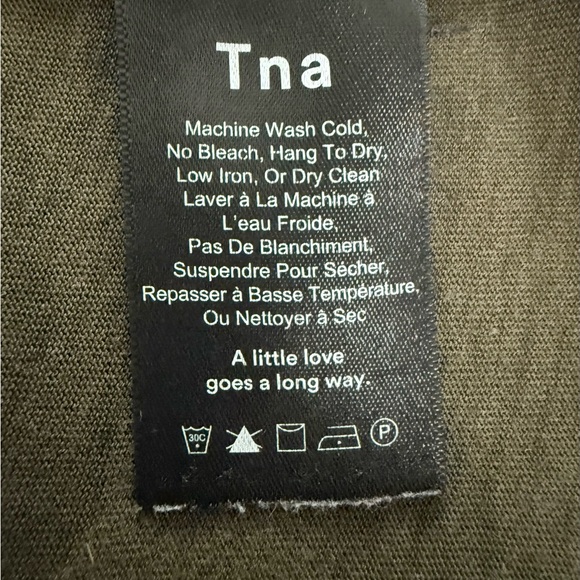 Tna
Machine Wash Cold,
No Bleach, Hang To Dry,
Low Iron, Or Dry Clean
Laver à La Machine à
L'eau Froide,
Pas De Blanchiment,
Suspendre Pour Sécher,
Repasser à Basse Température,
Ou Nettoyer à Sec
A little love
goes a long way.
30C P